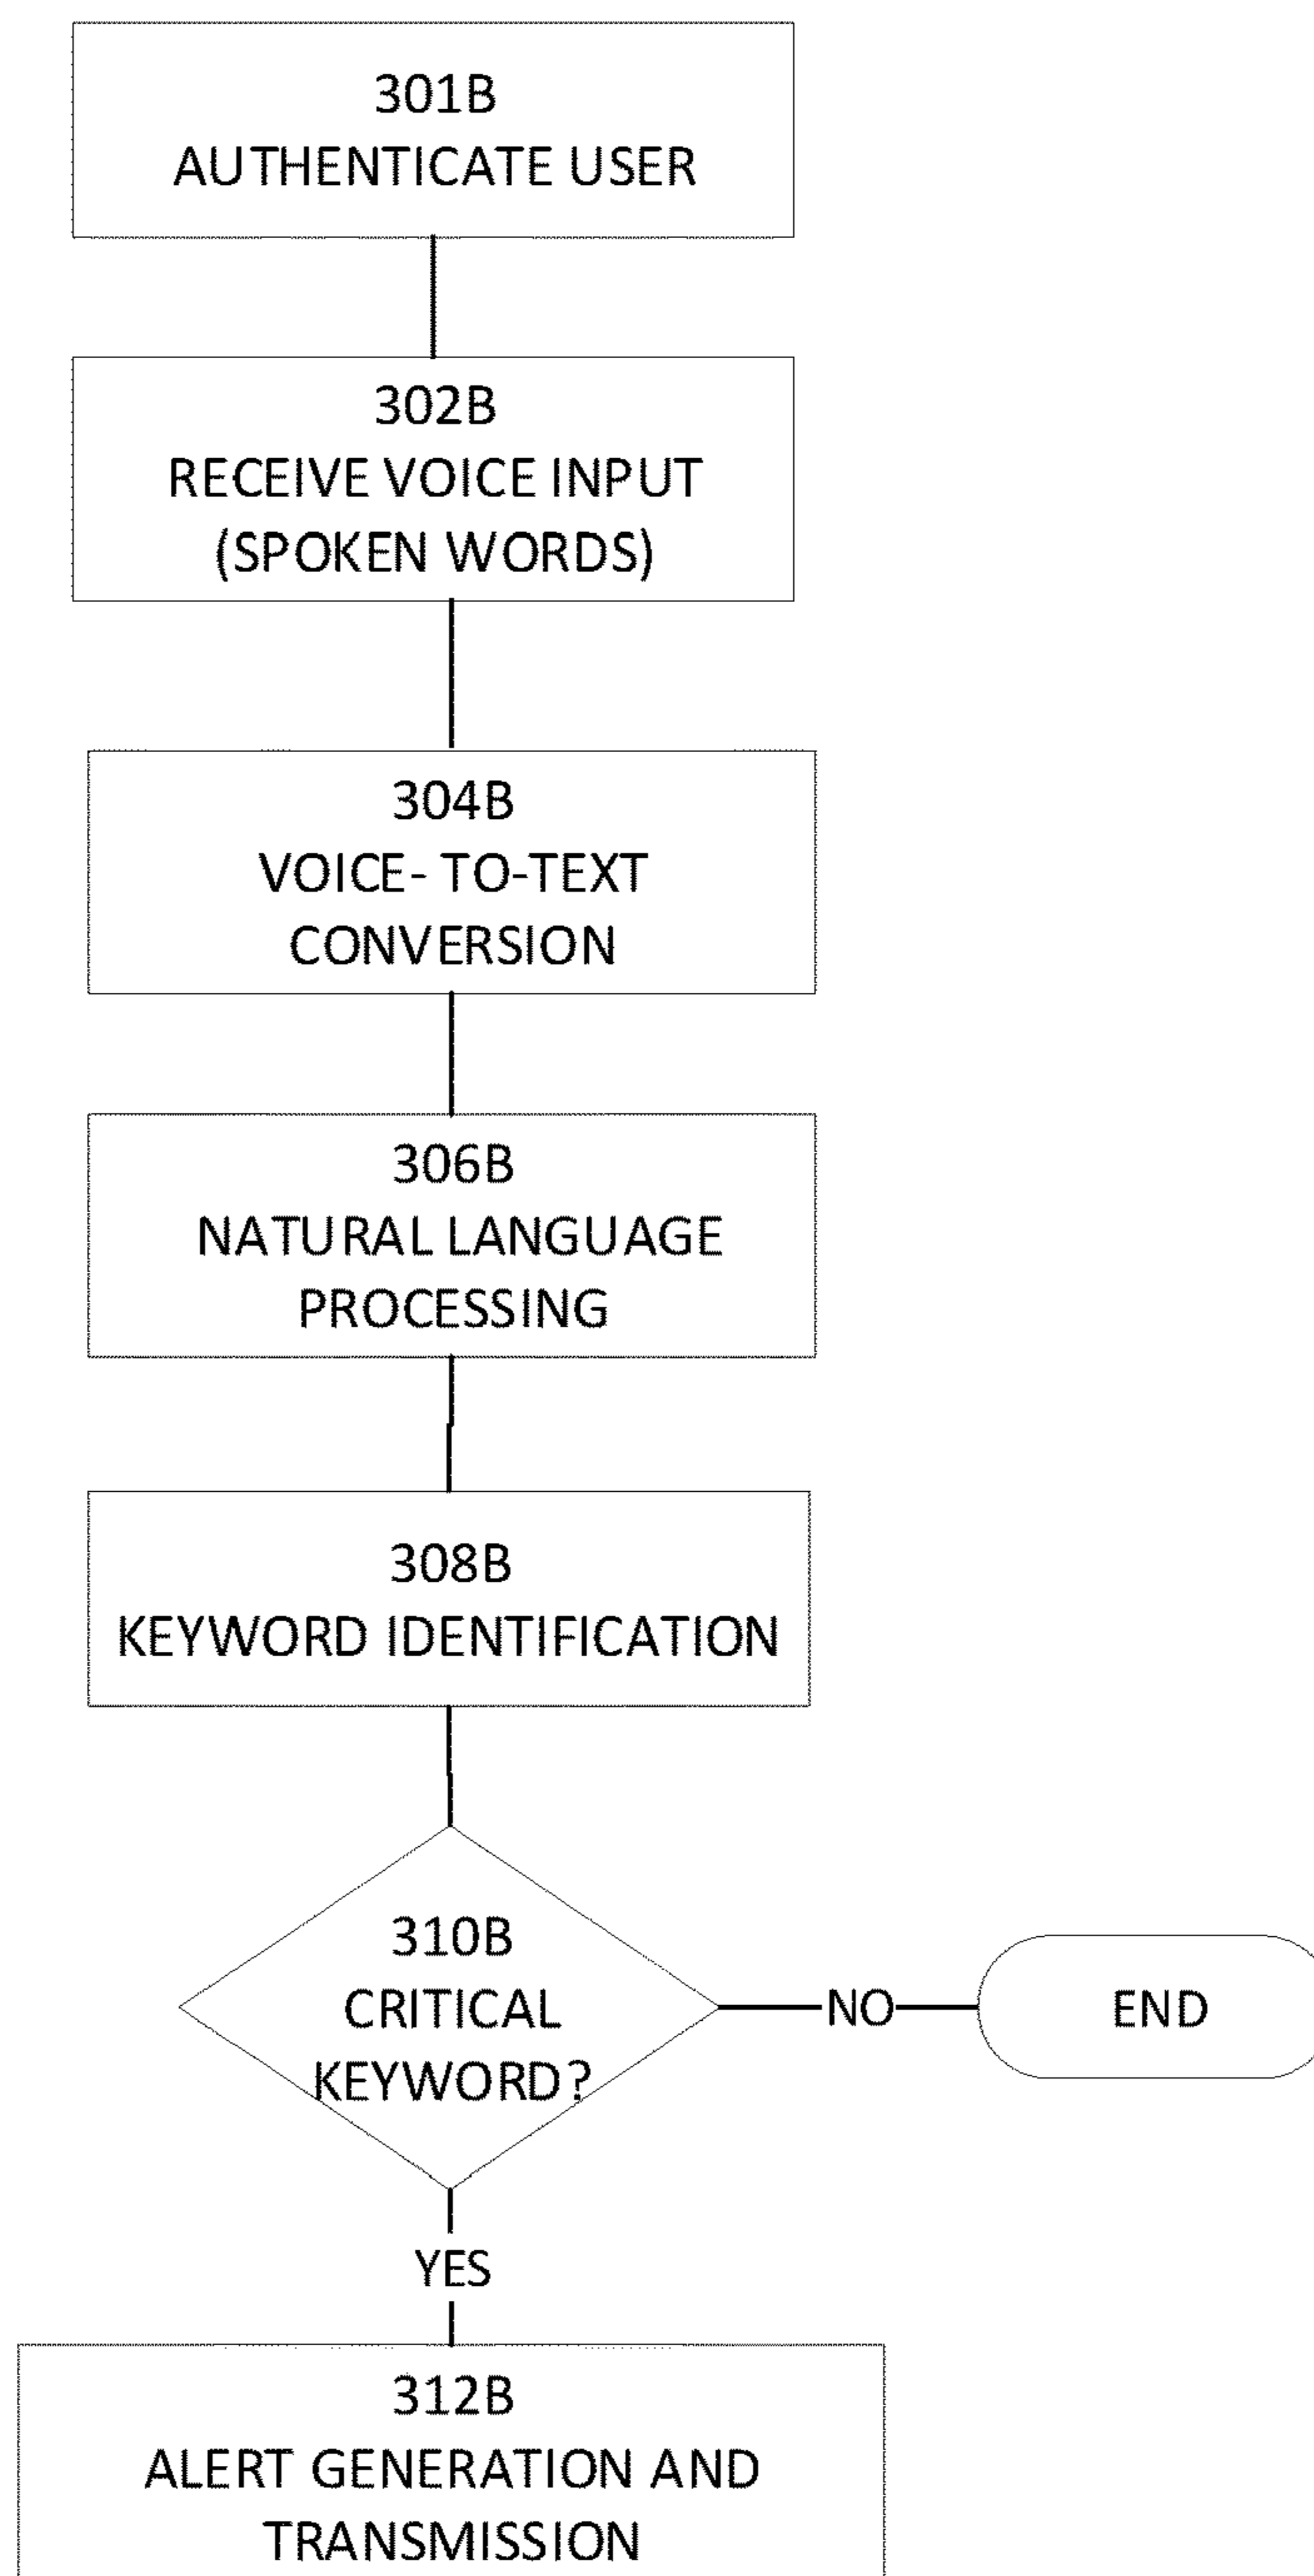 301B
AUTHENTICATE USER
302B
RECEIVE VOICE INPUT
(SPOKEN WORDS)
304B
VOICE- TO-TEXT
CONVERSION
306B
NATURAL LANGUAGE
PROCESSING
308B
KEYWORD IDENTIFICATION
310B
CRITICAL
KEYWORD?
NO
END
YES
312B
ALERT GENERATION AND
TRANSMISSION